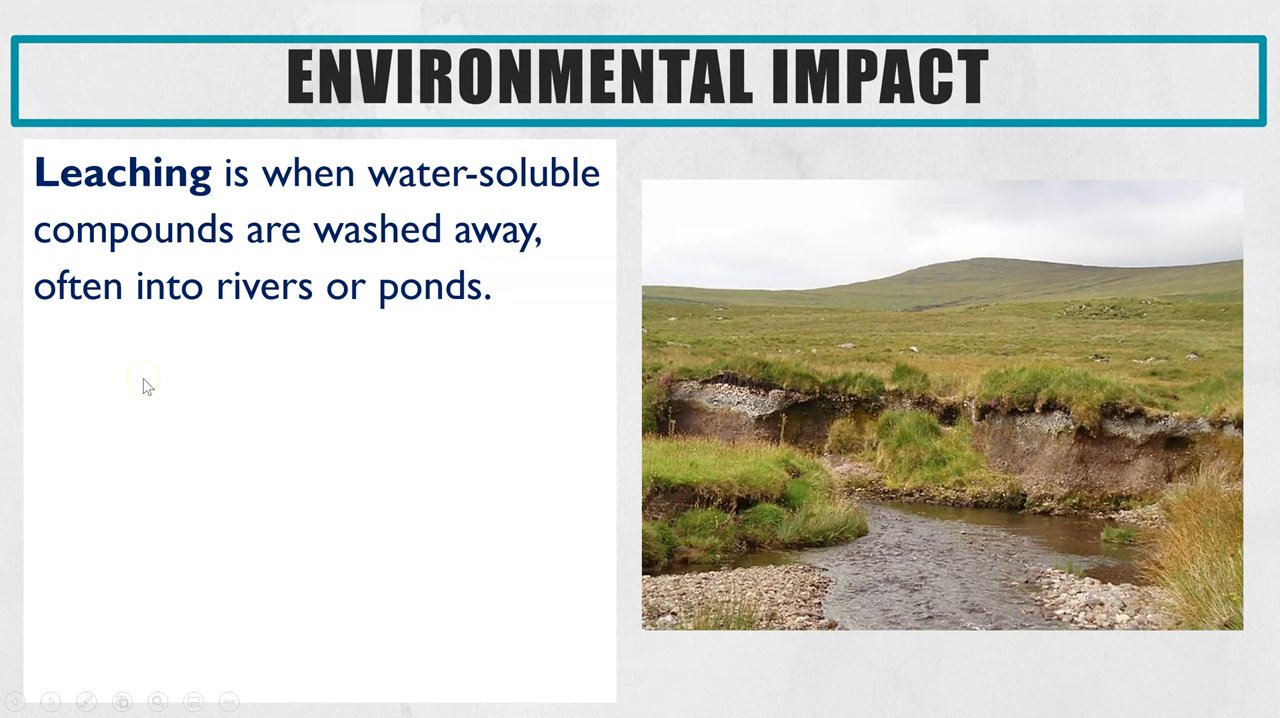 ENVIRONMENTAL IMPACT
Leaching is when water-soluble
compounds are washed away,
often into rivers or ponds.